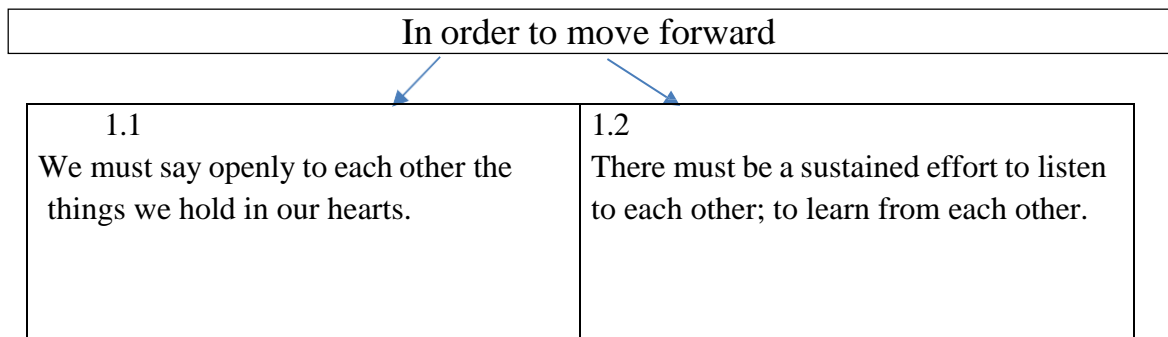 In order to move forward
1.1
We must say openly to each other the
things we hold in our hearts.
1.2
There must be a sustained effort to listen
to each other; to learn from each other.